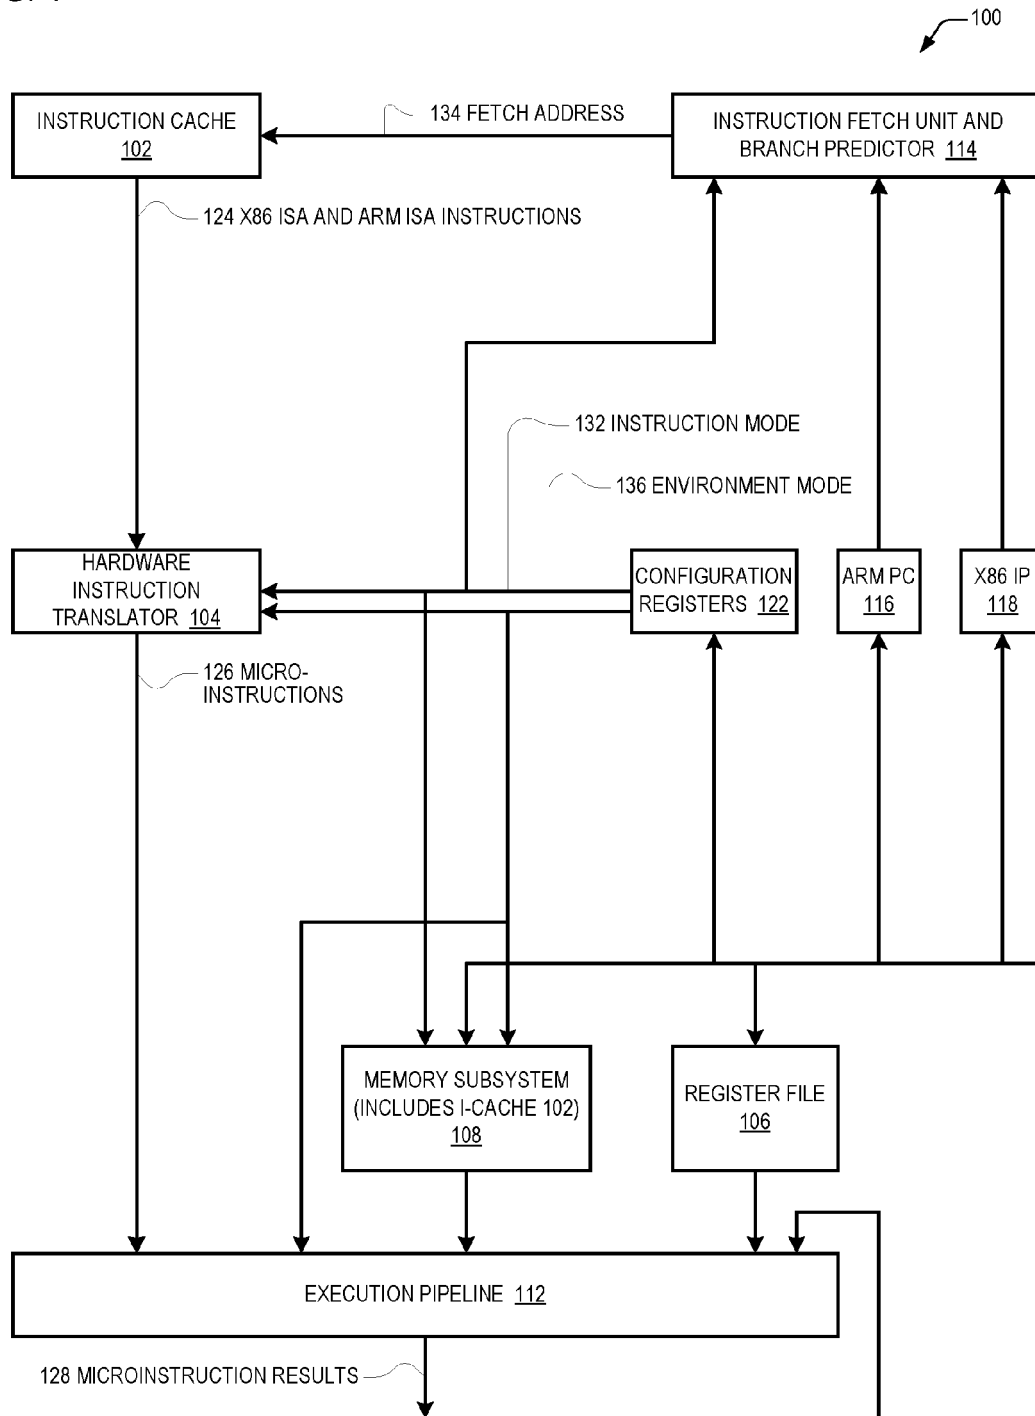 100
INSTRUCTION CACHE
102
134 FETCH ADDRESS
INSTRUCTION FETCH UNIT AND
BRANCH PREDICTOR 114
124 X86 ISA AND ARM ISA INSTRUCTIONS
132 INSTRUCTION MODE
136 ENVIRONMENT MODE
HARDWARE
INSTRUCTION
TRANSLATOR 104
CONFIGURATION
REGISTERS 122
ARM PC
116
X86 IP
118
126 MICRO-
INSTRUCTIONS
MEMORY SUBSYSTEM
(INCLUDES I-CACHE 102)
108
REGISTER FILE
106
EXECUTION PIPELINE 112
128 MICROINSTRUCTION RESULTS